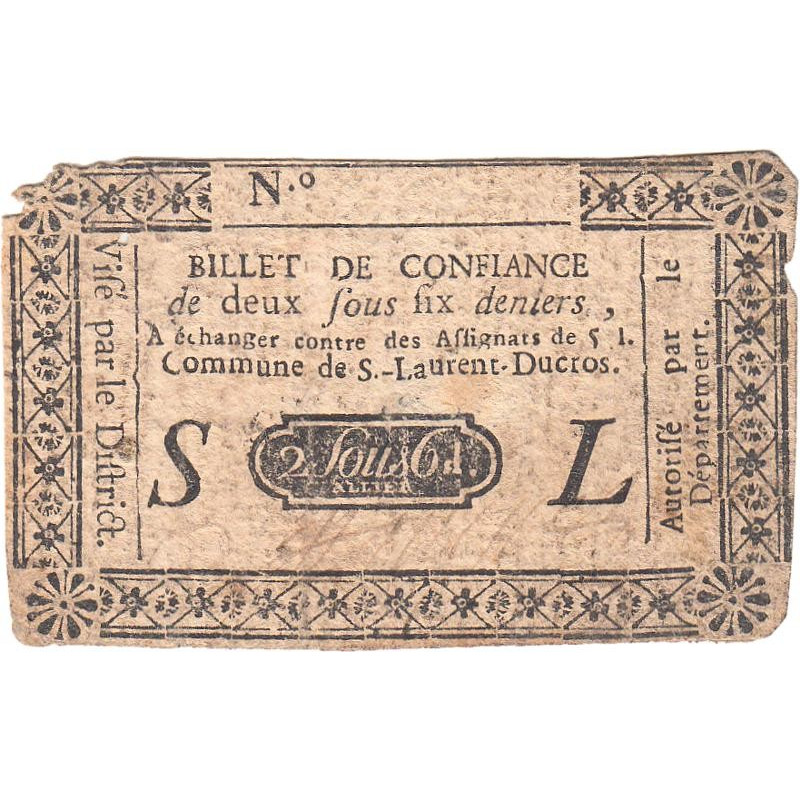 N.o
BILLET DE CONFIANCE
de deux ſous ſix deniers,
A échanger contre des Aſſignats de 5 l.
Commune de S.-Laurent-Ducros.
S
2 Sous 6 d.
ALLIER
L
Viſé par le Diſtrict.
Autoriſé par le
Département.